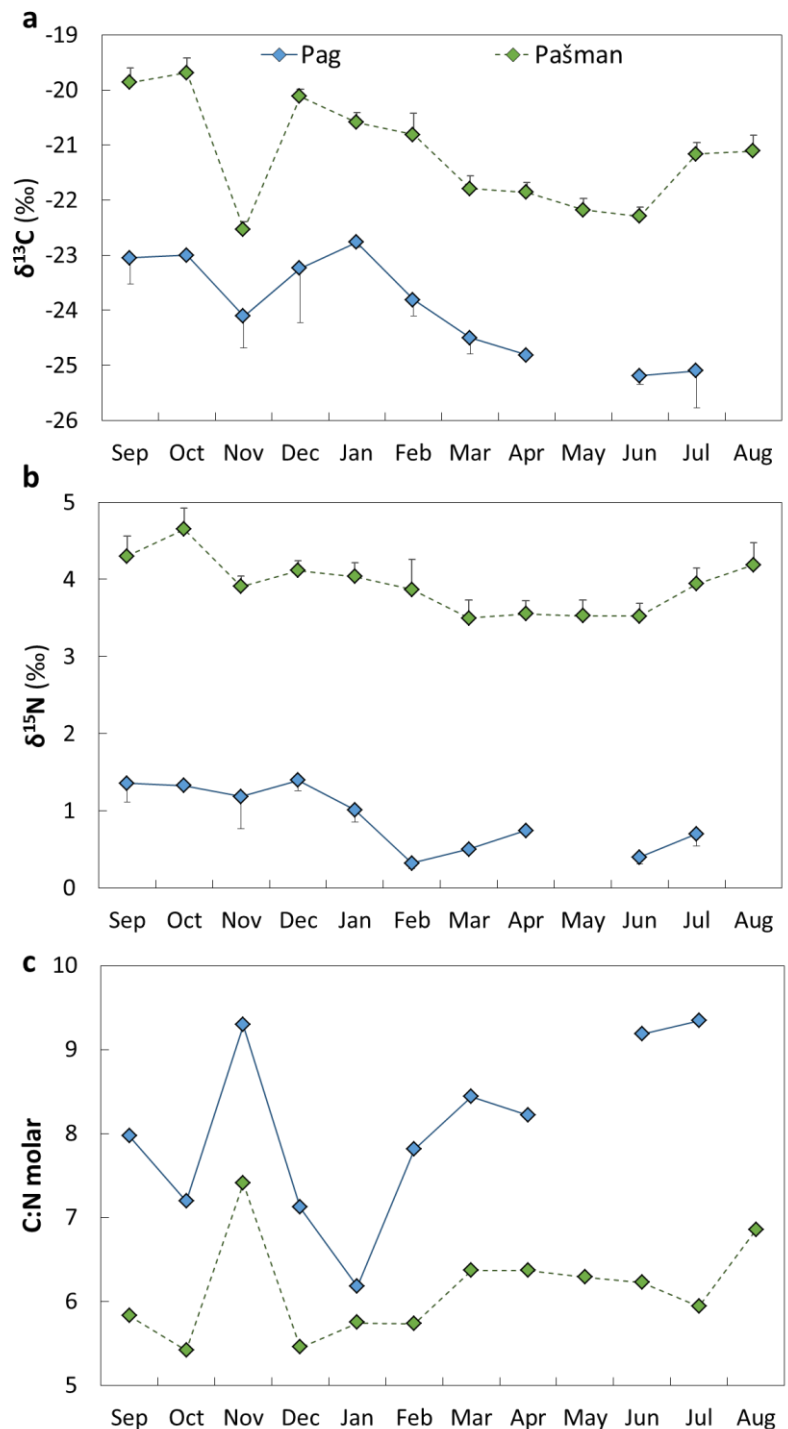 a
Pag Pašman
-19
-20
-21
-22
-23
-24
-25
-26
δ¹³C (‰)
Sep Oct Nov Dec Jan Feb Mar Apr May Jun Jul Aug
b
5
4
3
2
1
0
δ¹⁵N (‰)
Sep Oct Nov Dec Jan Feb Mar Apr May Jun Jul Aug
c
10
9
8
7
6
5
C:N molar
Sep Oct Nov Dec Jan Feb Mar Apr May Jun Jul Aug